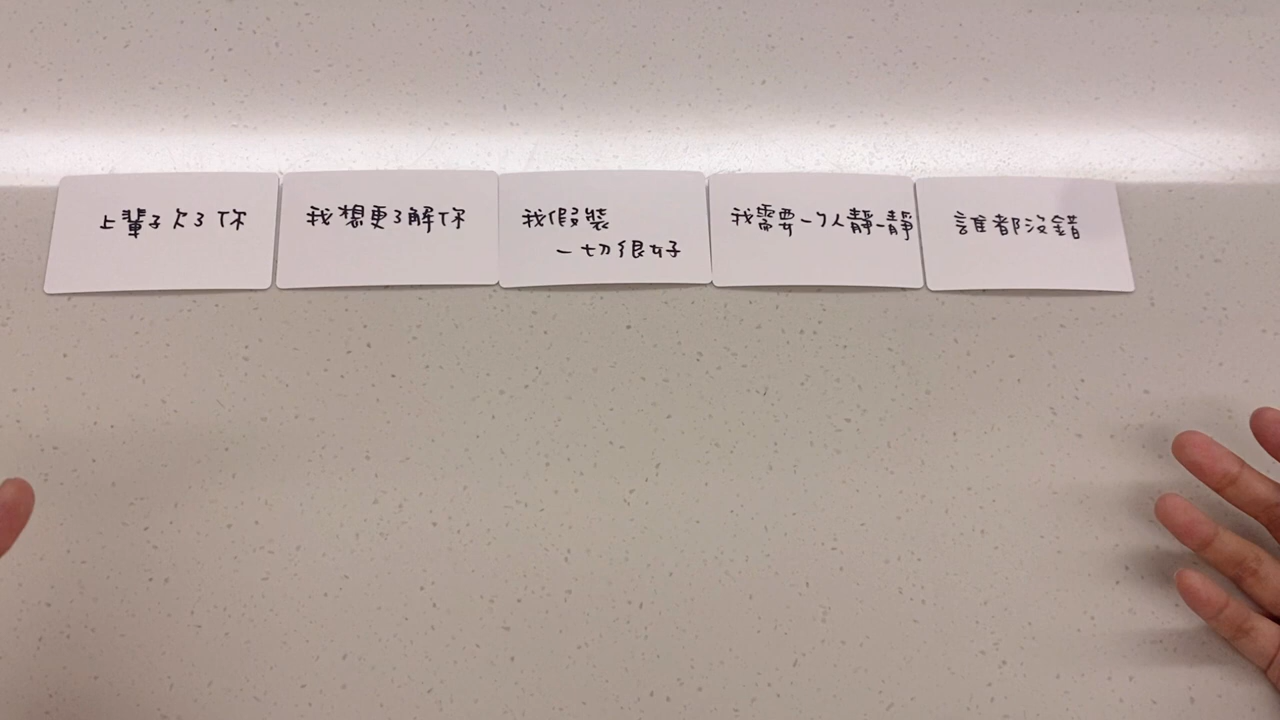 上輩子欠了你
我想更了解你
我假裝
一切很好
我需要一个人靜一靜
誰都沒錯